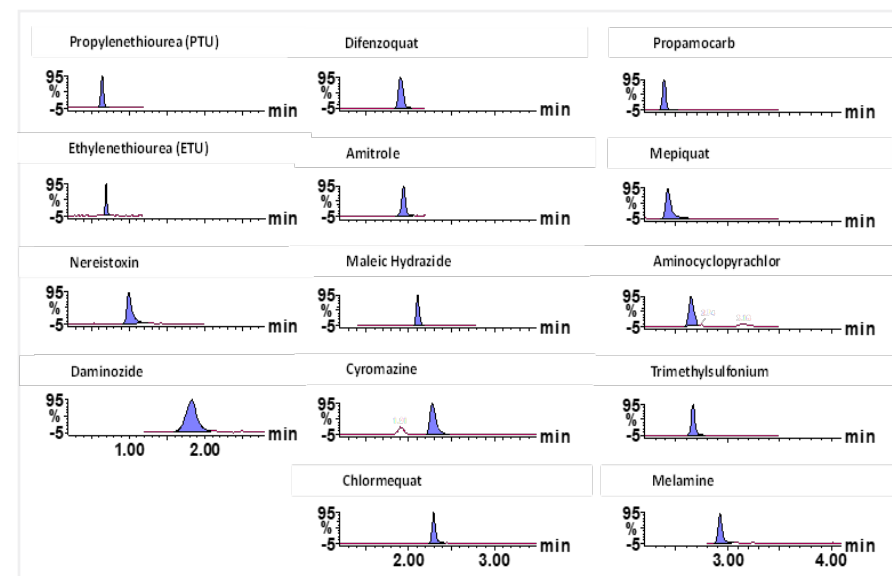 Propylenethiourea (PTU)
95
%
-5
min
Ethylenethiourea (ETU)
95
%
-5
min
Nereistoxin
95
%
-5
min
Daminozide
95
%
-5
min
1.00 2.00
Difenzoquat
95
%
-5
min
Amitrole
95
%
-5
min
Maleic Hydrazide
95
%
-5
min
Cyromazine
95
%
-5
min
Chlormequat
95
%
-5
min
2.00 3.00
Propamocarb
95
%
-5
min
Mepiquat
95
%
-5
min
Aminocyclopyrachlor
95
%
-5
min
Trimethylsulfonium
95
%
-5
min
Melamine
95
%
-5
min
3.00 4.00